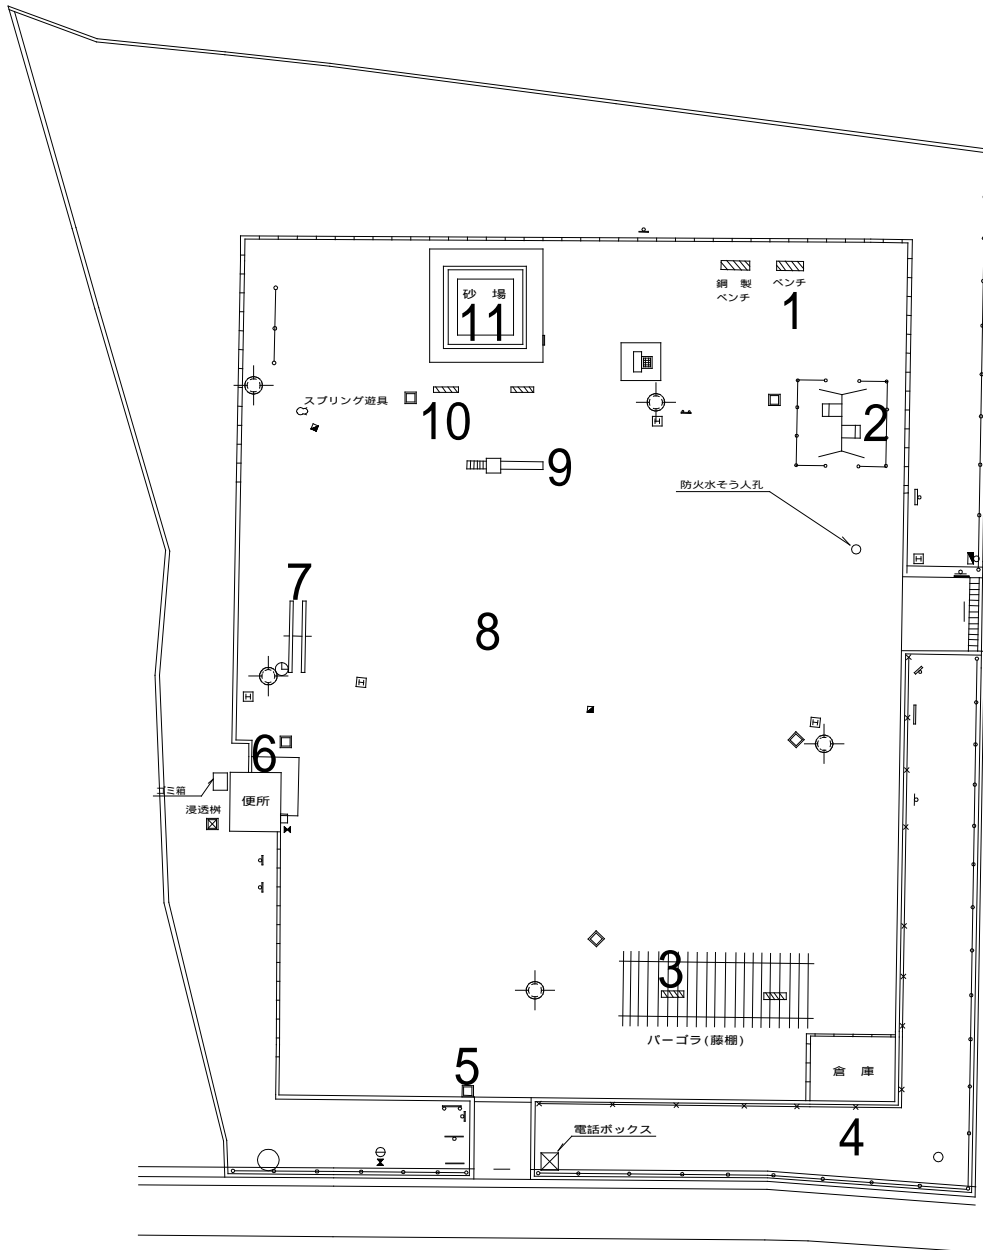 砂 場
11
鋼 製
ベンチ
ベンチ
1
スプリング遊具
10
2
9
防火水そう人孔
7
8
6
ゴミ箱
便所
浸透桝
3
パーゴラ(藤棚)
5
倉 庫
電話ボックス
4